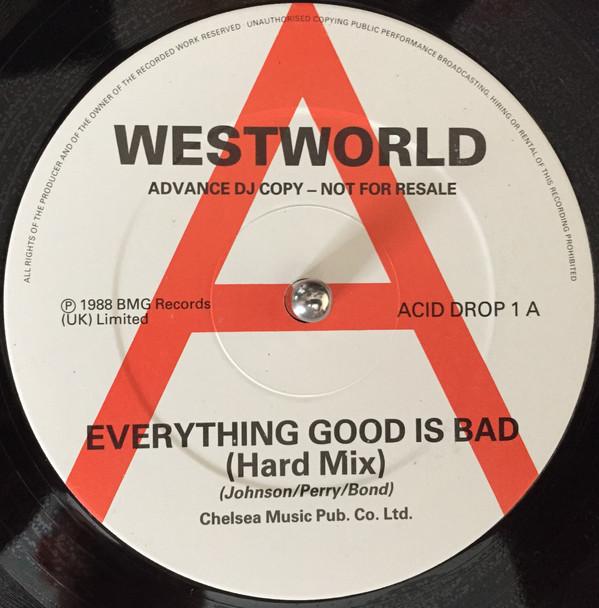 ALL RIGHTS OF THE PRODUCER AND OF THE OWNER OF THE RECORDED WORK RESERVED · UNAUTHORISED COPYING PUBLIC PERFORMANCE BROADCASTING, HIRING OR RENTAL OF THIS RECORDING PROHIBITED
A
WESTWORLD
ADVANCE DJ COPY – NOT FOR RESALE
℗ 1988 BMG Records
(UK) Limited
ACID DROP 1 A
EVERYTHING GOOD IS BAD
(Hard Mix)
(Johnson/Perry/Bond)
Chelsea Music Pub. Co. Ltd.